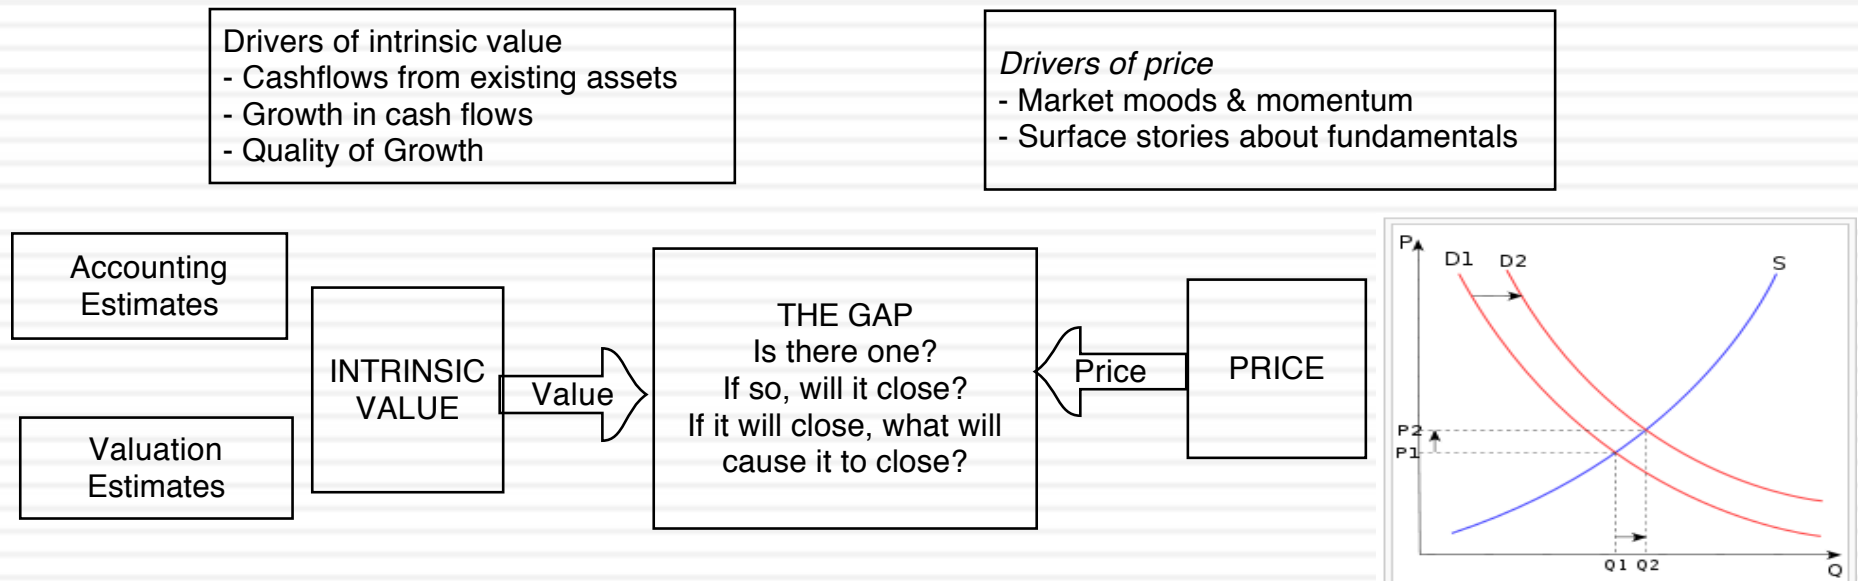 Drivers of intrinsic value
- Cashflows from existing assets
- Growth in cash flows
- Quality of Growth
Drivers of price
- Market moods & momentum
- Surface stories about fundamentals
Accounting
Estimates
Valuation
Estimates
INTRINSIC
VALUE
Value
THE GAP
Is there one?
If so, will it close?
If it will close, what will
cause it to close?
Price
PRICE
P
D1
D2
S
P2
P1
Q1
Q2
Q